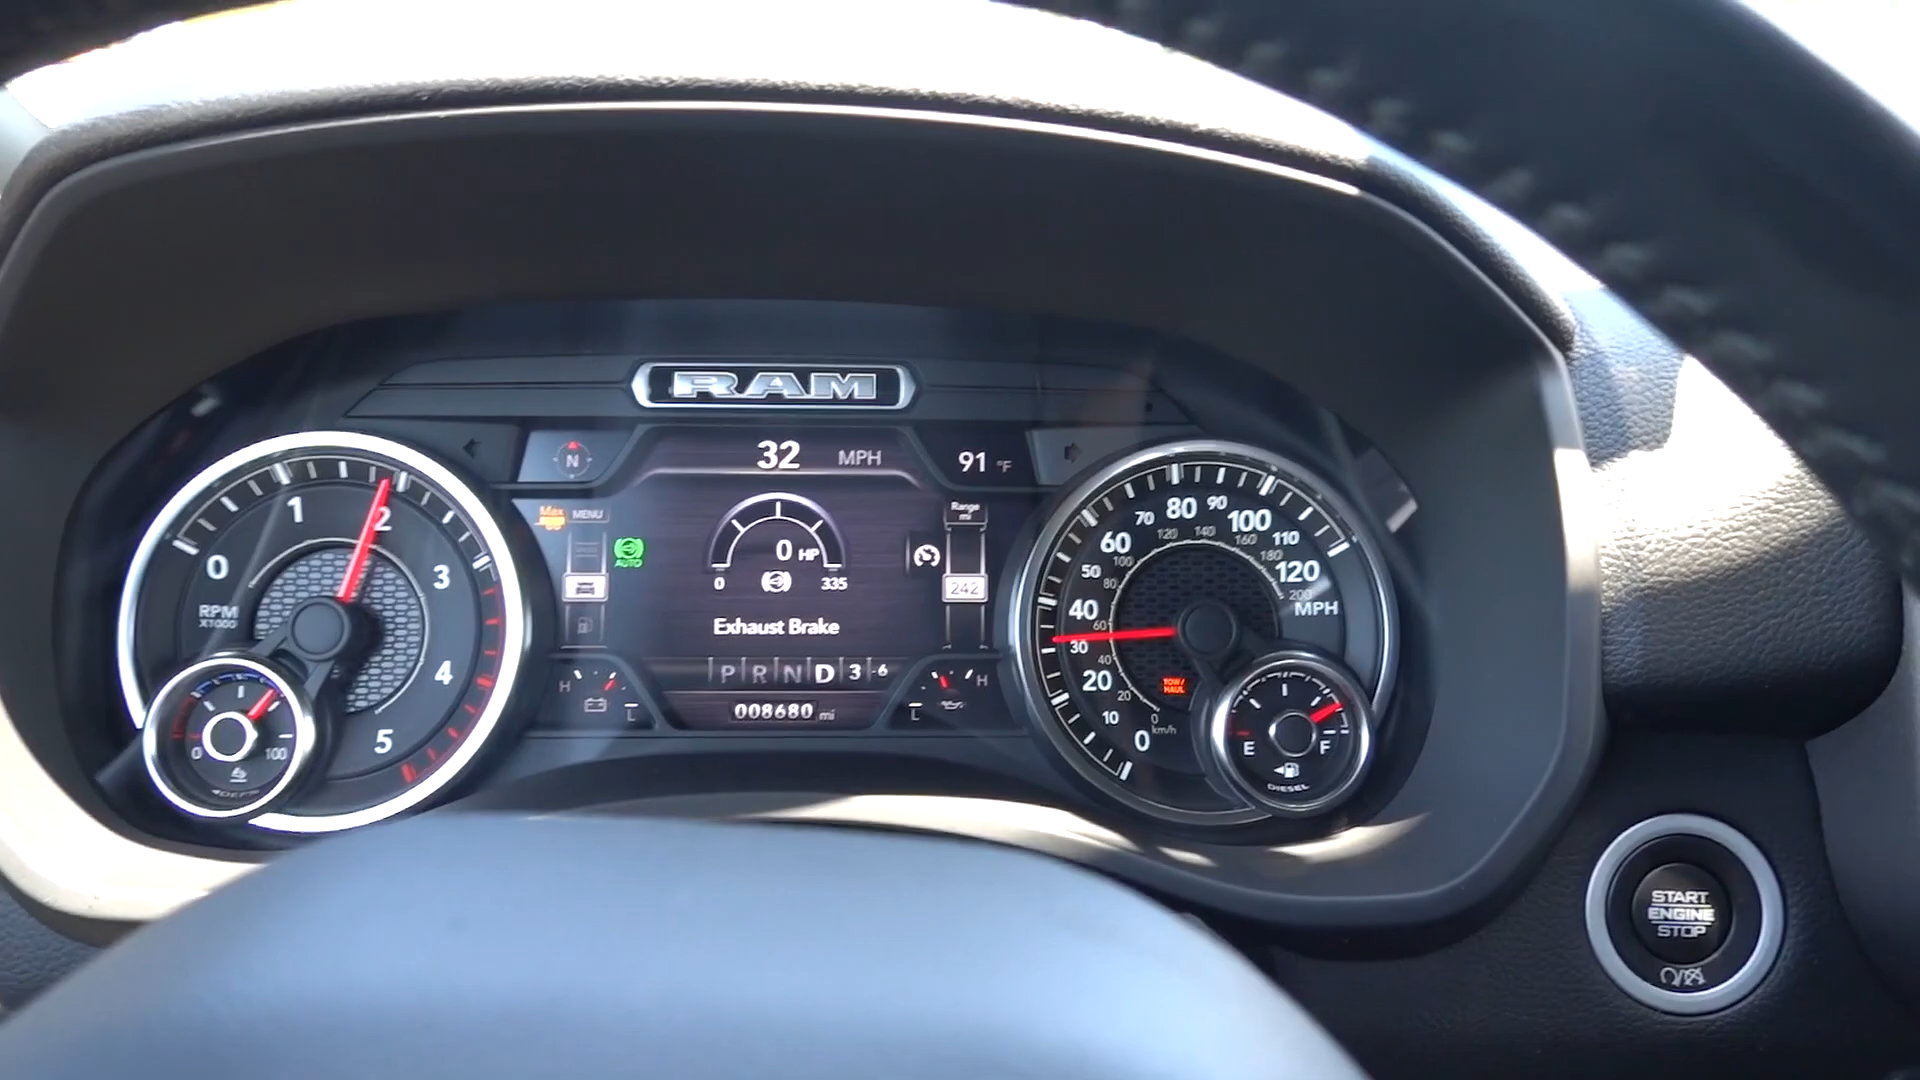 RAM
32 MPH
N
91 °F
Max
MENU
AUTO
0 HP
0 335
Exhaust Brake
Range
mi
242
P R N D 3 -6
008680 mi
H
L
H
L
0
1
2
3
4
5
RPM
X1000
0 100
0
10
20
30
40
50
60
70
80
90
100
110
120
MPH
0
20
40
60
80
100
120
140
160
180
200
km/h
TOW/
HAUL
E F
DIESEL
START
ENGINE
STOP